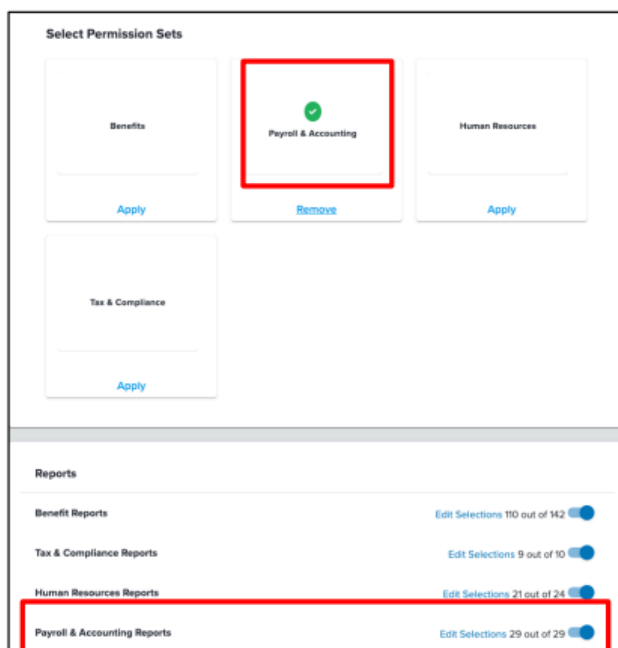 Select Permission Sets
Benefits
Payroll & Accounting
Human Resources
Apply
Remove
Apply
Tax & Compliance
Apply
Reports
Benefit Reports
Edit Selections 110 out of 142
Tax & Compliance Reports
Edit Selections 9 out of 10
Human Resources Reports
Edit Selections 21 out of 24
Payroll & Accounting Reports
Edit Selections 29 out of 29